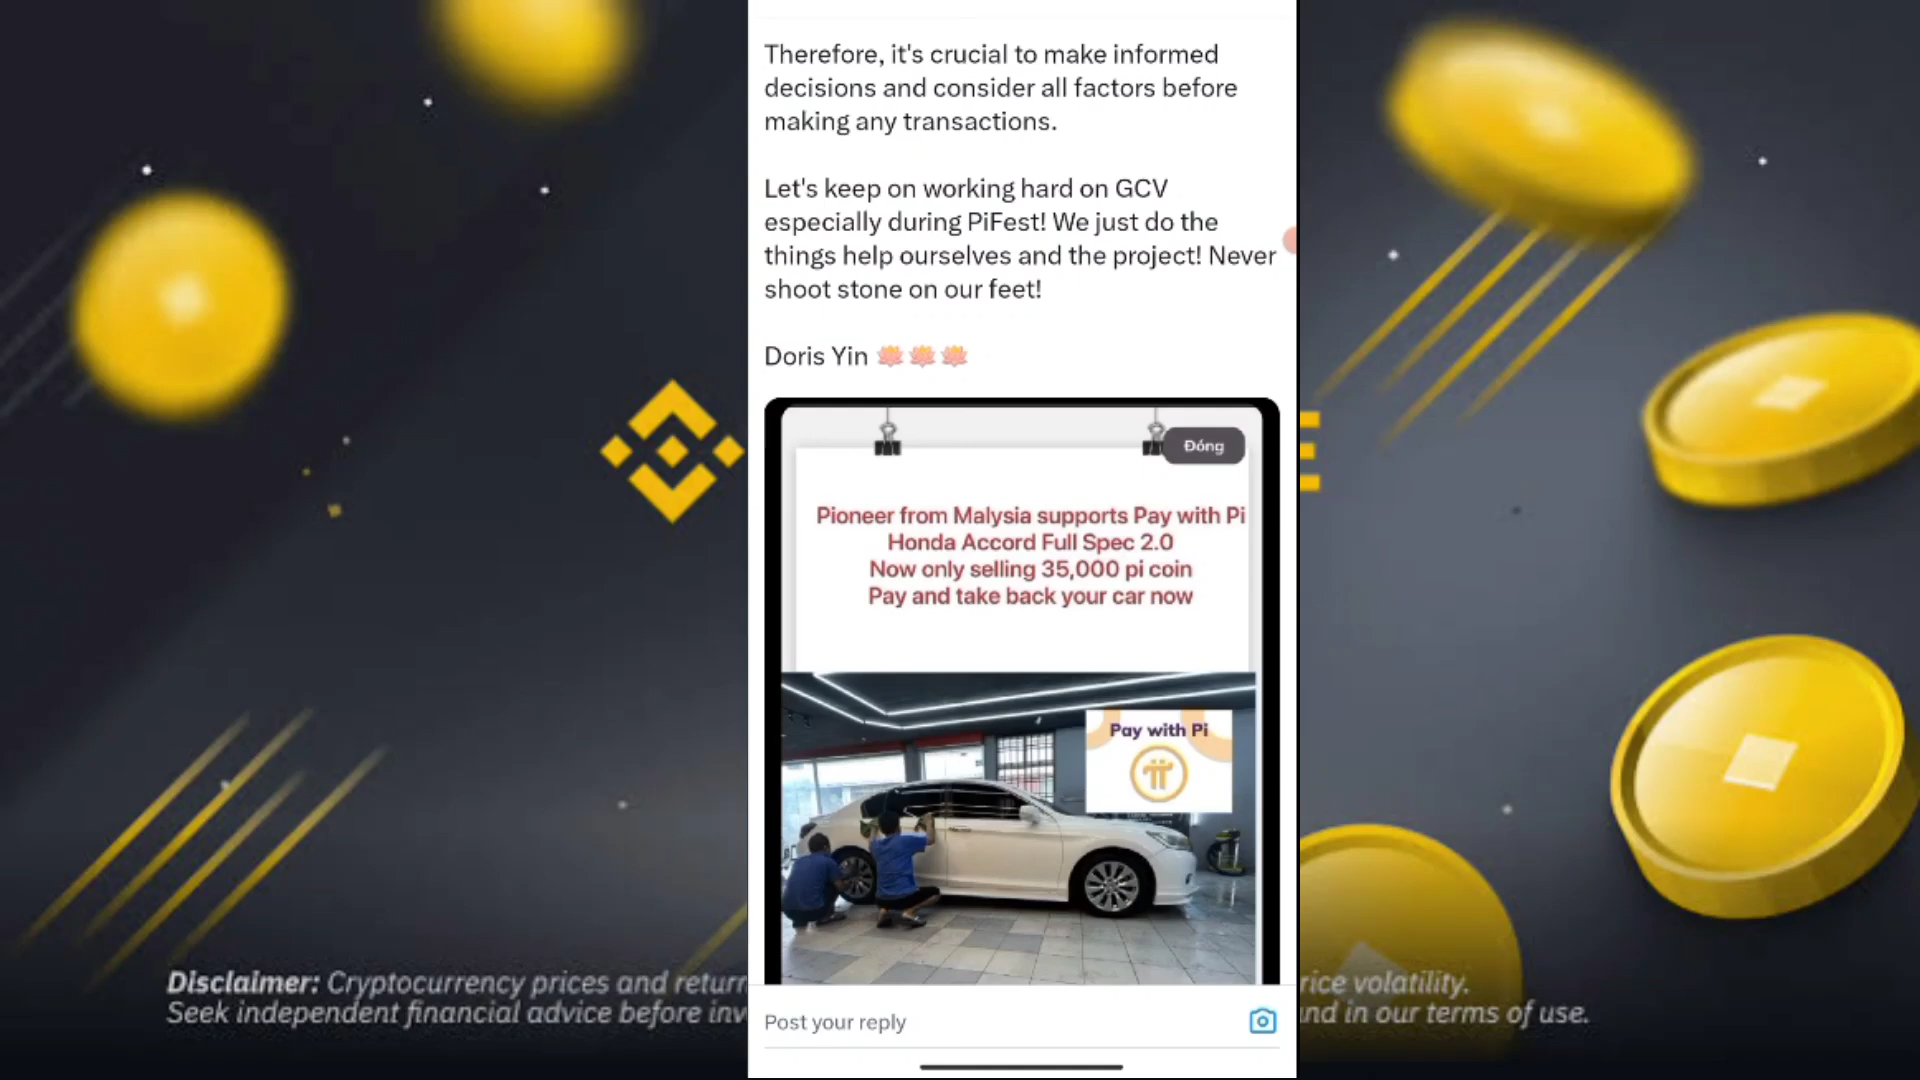 Therefore, it's crucial to make informed
decisions and consider all factors before
making any transactions.
Let's keep on working hard on GCV
especially during PiFest! We just do the
things help ourselves and the project! Never
shoot stone on our feet!
Doris Yin 🪷🪷🪷
Đóng
Pioneer from Malysia supports Pay with Pi
Honda Accord Full Spec 2.0
Now only selling 35,000 pi coin
Pay and take back your car now
Pay with Pi
Disclaimer: Cryptocurrency prices and return
rice volatility.
Seek independent financial advice before inv
nd in our terms of use.
Post your reply